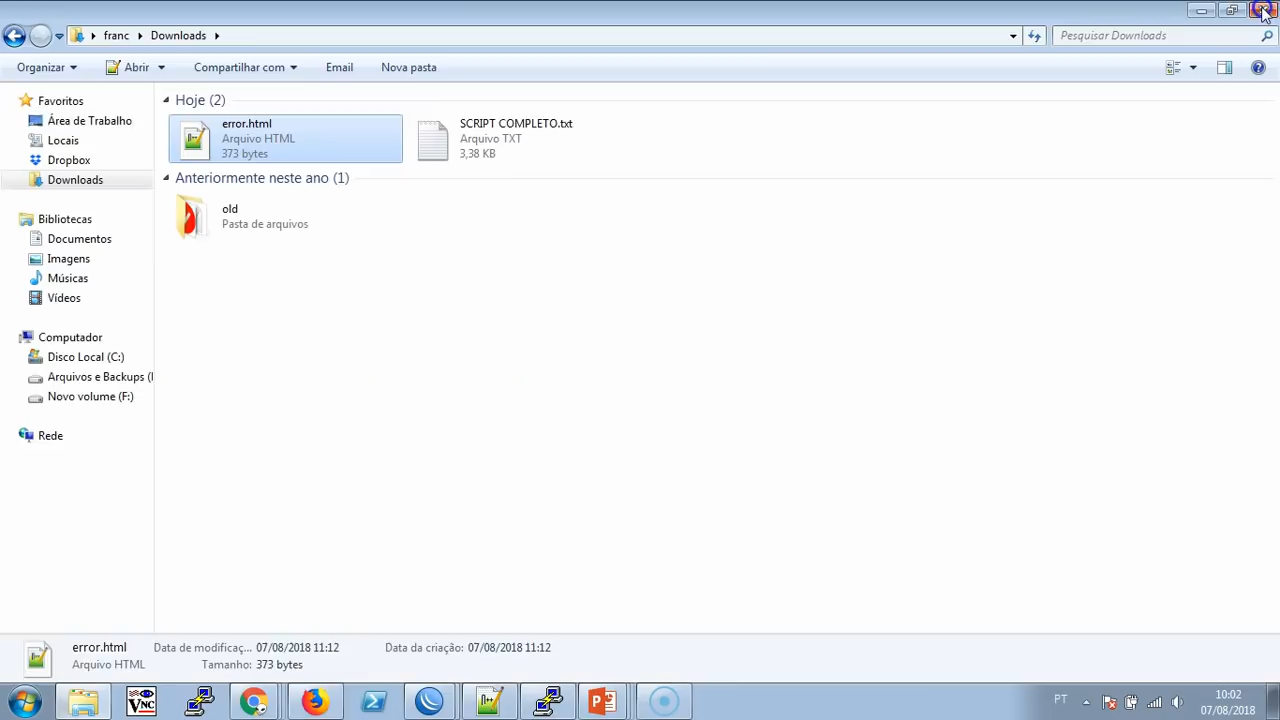 franc Downloads
Pesquisar Downloads
Organizar Abrir Compartilhar com Email Nova pasta
Favoritos
Área de Trabalho
Locais
Dropbox
Downloads
Bibliotecas
Documentos
Imagens
Músicas
Vídeos
Computador
Disco Local (C:)
Arquivos e Backups (
Novo volume (F:)
Rede
Hoje (2)
error.html
Arquivo HTML
373 bytes
SCRIPT COMPLETO.txt
Arquivo TXT
3,38 KB
Anteriormente neste ano (1)
old
Pasta de arquivos
error.html Data de modificaç... 07/08/2018 11:12 Data da criação: 07/08/2018 11:12
Arquivo HTML Tamanho: 373 bytes
VNC
PT
10:02
07/08/2018